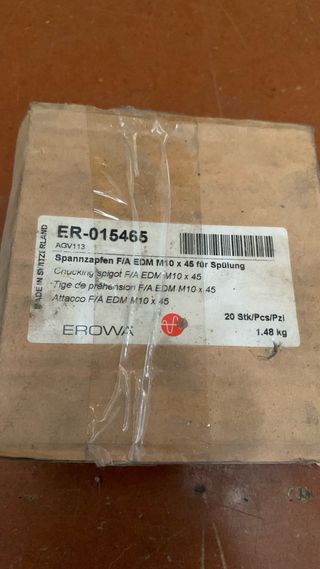 MADE IN SWITZERLAND
ER-015465
AGV113
Spannzapfen F/A EDM M10 x 45 für Spülung
Chucking spigot F/A EDM M10 x 45
Tige de préhension F/A EDM M10 x 45
Attacco F/A EDM M10 x 45
20 Stk/Pcs/Pzi
EROWA
1.48 kg